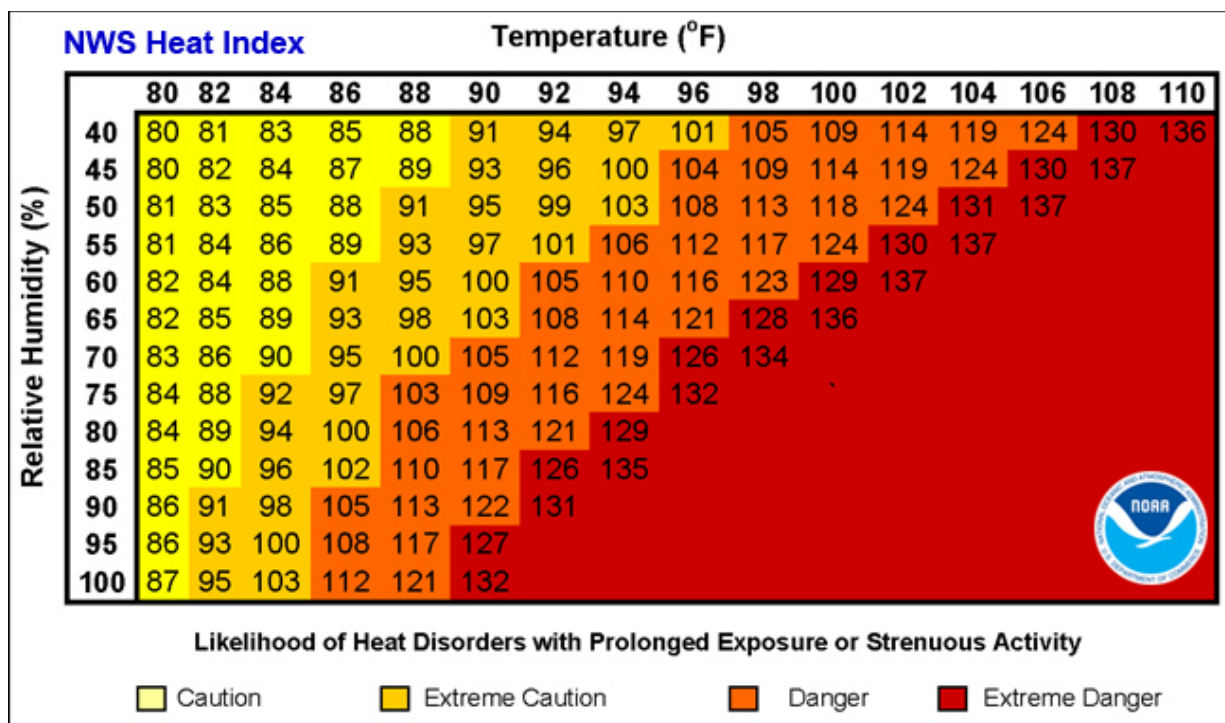 NWS Heat Index
Temperature (°F)
80 82 84 86 88 90 92 94 96 98 100 102 104 106 108 110
Relative Humidity (%)
40 80 81 83 85 88 91 94 97 101 105 109 114 119 124 130 136
45 80 82 84 87 89 93 96 100 104 109 114 119 124 130 137
50 81 83 85 88 91 95 99 103 108 113 118 124 131 137
55 81 84 86 89 93 97 101 106 112 117 124 130 137
60 82 84 88 91 95 100 105 110 116 123 129 137
65 82 85 89 93 98 103 108 114 121 128 136
70 83 86 90 95 100 105 112 119 126 134
75 84 88 92 97 103 109 116 124 132
80 84 89 94 100 106 113 121 129
85 85 90 96 102 110 117 126 135
90 86 91 98 105 113 122 131
95 86 93 100 108 117 127
100 87 95 103 112 121 132
NATIONAL OCEANIC AND ATMOSPHERIC ADMINISTRATION
NOAA
U.S. DEPARTMENT OF COMMERCE
Likelihood of Heat Disorders with Prolonged Exposure or Strenuous Activity
Caution
Extreme Caution
Danger
Extreme Danger